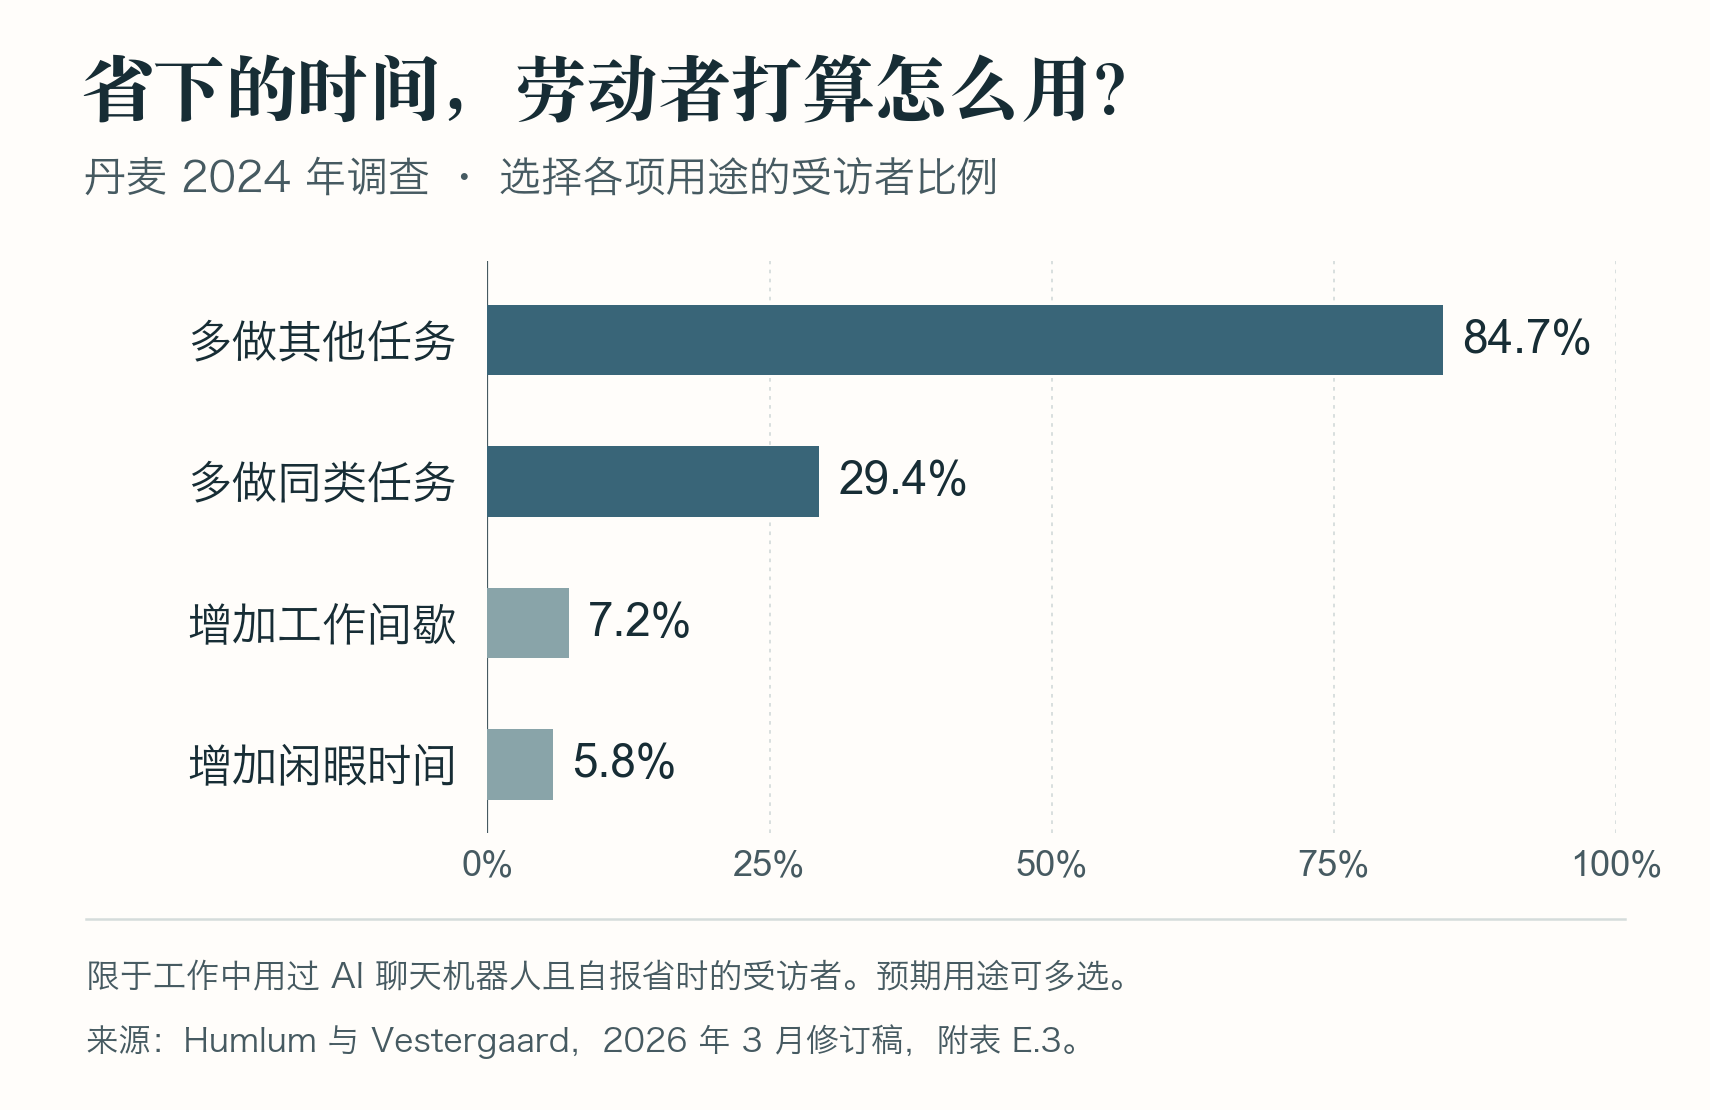 省下的时间，劳动者打算怎么用？
丹麦 2024 年调查 · 选择各项用途的受访者比例
多做其他任务 84.7%
多做同类任务 29.4%
增加工作间歇 7.2%
增加闲暇时间 5.8%
0% 25% 50% 75% 100%
限于工作中用过 AI 聊天机器人且自报省时的受访者。预期用途可多选。
来源：Humlum 与 Vestergaard，2026 年 3 月修订稿，附表 E.3。